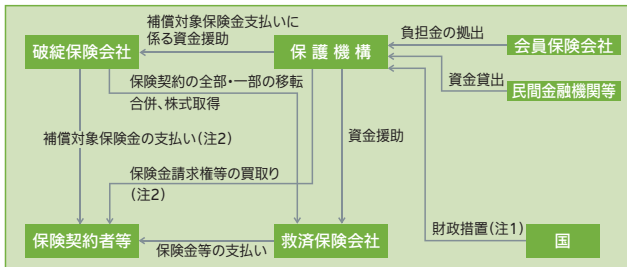 補償対象保険金支払いに
係る資金援助
負担金の拠出
破綻保険会社
保護機構
会員保険会社
資金貸出
民間金融機関等
保険契約の全部・一部の移転
合併、株式取得
補償対象保険金の支払い(注2)
資金援助
保険金請求権等の買取り
(注2)
財政措置(注1)
保険契約者等
保険金等の支払い
救済保険会社
国